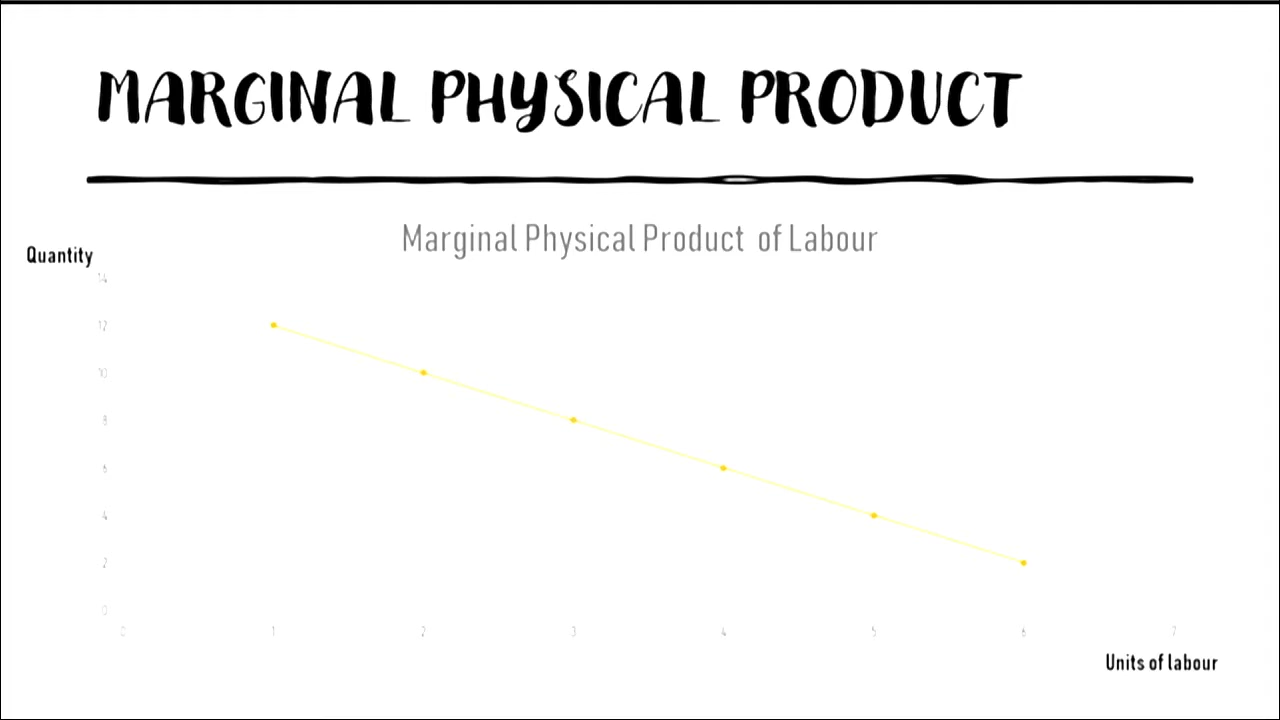 MARGINAL PHYSICAL PRODUCT
Marginal Physical Product of Labour
Quantity
14
12
10
8
6
4
2
0
0 1 2 3 4 5 6 7
Units of labour